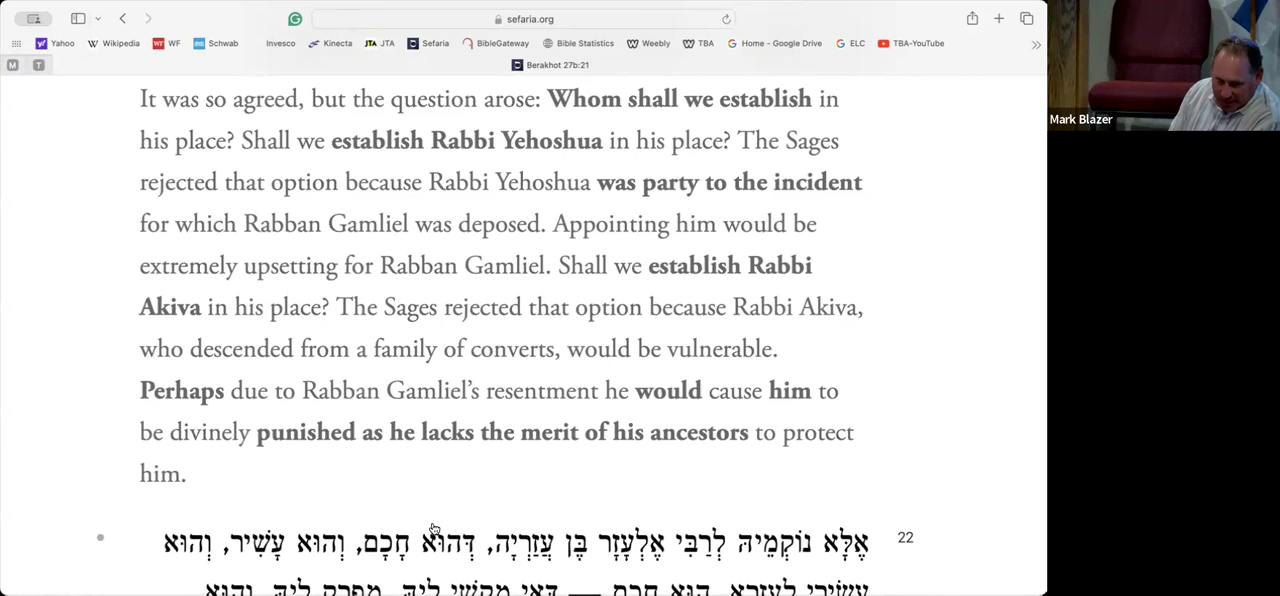 sefaria.org
Yahoo Wikipedia WF Schwab Invesco Kinecta JTA JTA Sefaria BibleGateway Bible Statistics Weebly TBA Home - Google Drive ELC TBA-YouTube
M T Berakhot 27b:21
Mark Blazer
It was so agreed, but the question arose: Whom shall we establish in
his place? Shall we establish Rabbi Yehoshua in his place? The Sages
rejected that option because Rabbi Yehoshua was party to the incident
for which Rabban Gamliel was deposed. Appointing him would be
extremely upsetting for Rabban Gamliel. Shall we establish Rabbi
Akiva in his place? The Sages rejected that option because Rabbi Akiva,
who descended from a family of converts, would be vulnerable.
Perhaps due to Rabban Gamliel's resentment he would cause him to
be divinely punished as he lacks the merit of his ancestors to protect
him.
22
אֶלָּא נוֹקְמֵיהּ לְרַבִּי אֶלְעָזָר בֶּן עֲזַרְיָה, דְּהוּא חָכָם, וְהוּא עָשִׁיר, וְהוּא
עֲשִׂירִי לְעֶזְרָא. הוּא חָכָם — דְּאִי מַקְשֵׁי לֵיהּ מְפָרֵק לֵיהּ. וְהוּא